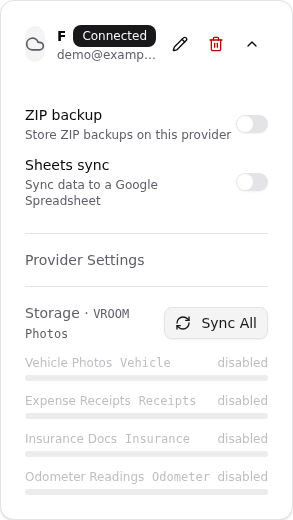 F Connected
demo@examp...
ZIP backup
Store ZIP backups on this provider
Sheets sync
Sync data to a Google
Spreadsheet
Provider Settings
Storage · VROOM
Photos
Sync All
Vehicle Photos Vehicle disabled
Expense Receipts Receipts disabled
Insurance Docs Insurance disabled
Odometer Readings Odometer disabled